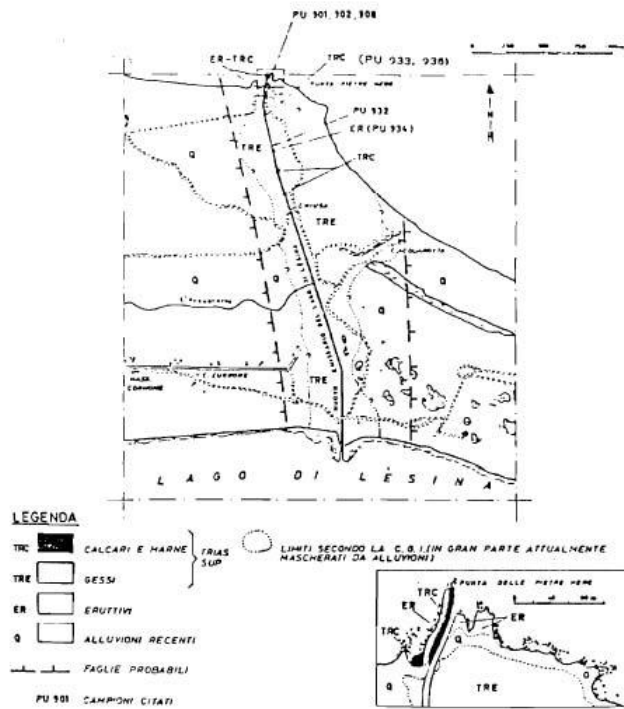 PU 901, 902, 908
ER-TRC
TRC (PU 933, 936)
PUNTA PIETRE NERE
PU 932
ER (PU 934)
TRE
Q
TRC
CHIUSA
TRE
Q
Q
Q
Q
Q
TRE
Q
LAGO DI LÈSINA
LEGENDA
TRC CALCARI E MARNE
TRIAS SUP
TRE GESSI
ER ERUTTIVI
Q ALLUVIONI RECENTI
FAGLIE PROBABILI
PU 901 CAMPIONI CITATI
LIMITI SECONDO LA C.G.I. (IN GRAN PARTE ATTUALMENTE
MASCHERATI DA ALLUVIONI)
PUNTA DELLE PIETRE NERE
TRC
ER
ER
TRC
Q
Q
Q
TRE